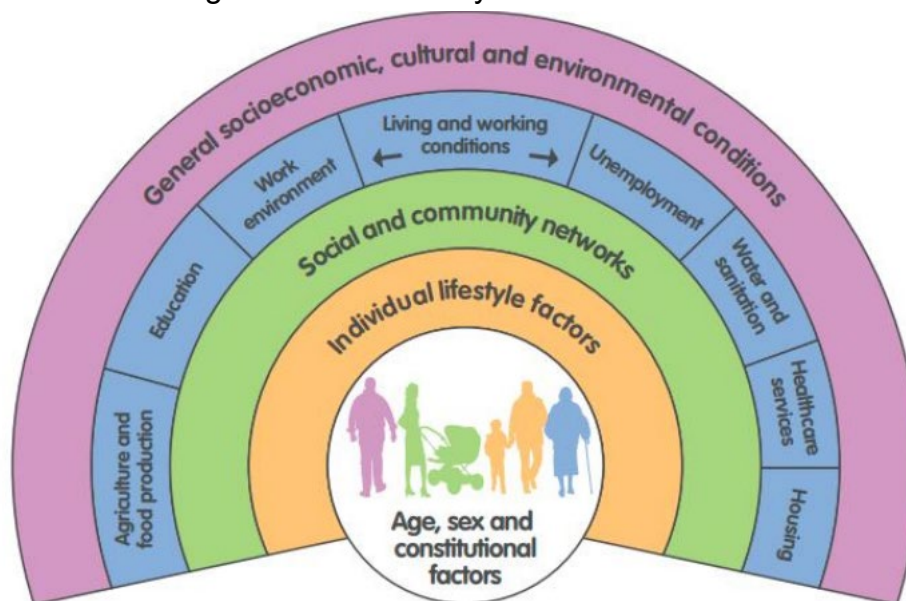 General socioeconomic, cultural and environmental conditions
Living and working
conditions
Work
environment
Unemployment
Education
Water and
sanitation
Agriculture and
food production
Healthcare
services
Housing
Social and community networks
Individual lifestyle factors
Age, sex and
constitutional
factors